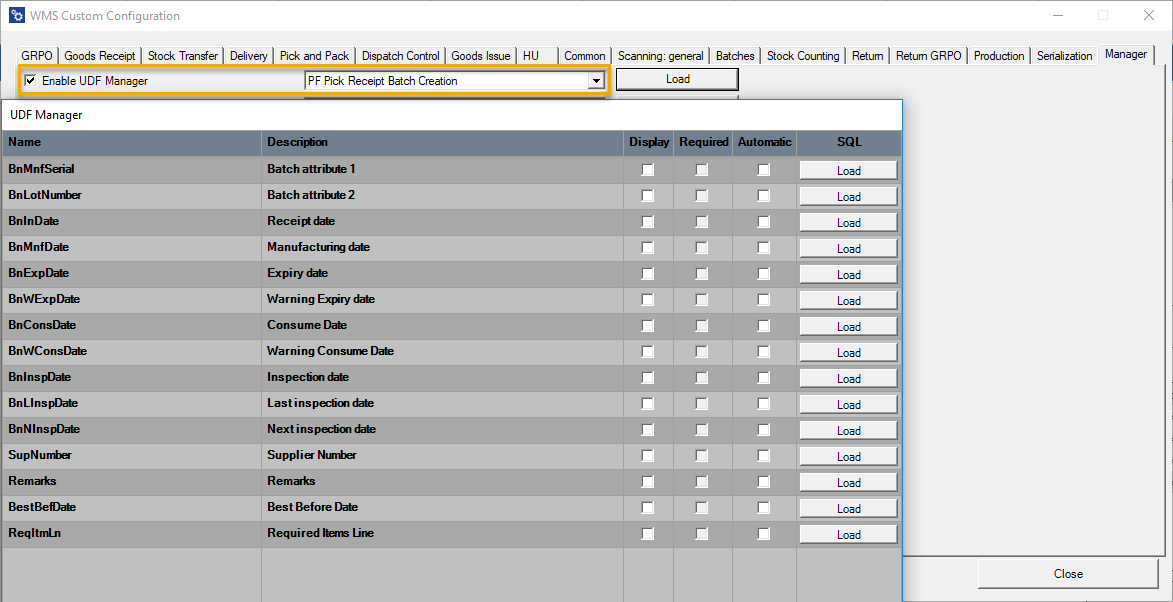 WMS Custom Configuration
GRPO Goods Receipt Stock Transfer Delivery Pick and Pack Dispatch Control Goods Issue HU Common Scanning: general Batches Stock Counting Return Return GRPO Production Serialization Manager
Enable UDF Manager PF Pick Receipt Batch Creation Load
UDF Manager
Name Description Display Required Automatic SQL
BnMnfSerial Batch attribute 1 Load
BnLotNumber Batch attribute 2 Load
BnInDate Receipt date Load
BnMnfDate Manufacturing date Load
BnExpDate Expiry date Load
BnWExpDate Warning Expiry date Load
BnConsDate Consume Date Load
BnWConsDate Warning Consume Date Load
BnInspDate Inspection date Load
BnLInspDate Last inspection date Load
BnNInspDate Next inspection date Load
SupNumber Supplier Number Load
Remarks Remarks Load
BestBefDate Best Before Date Load
ReqItmLn Required Items Line Load
Close